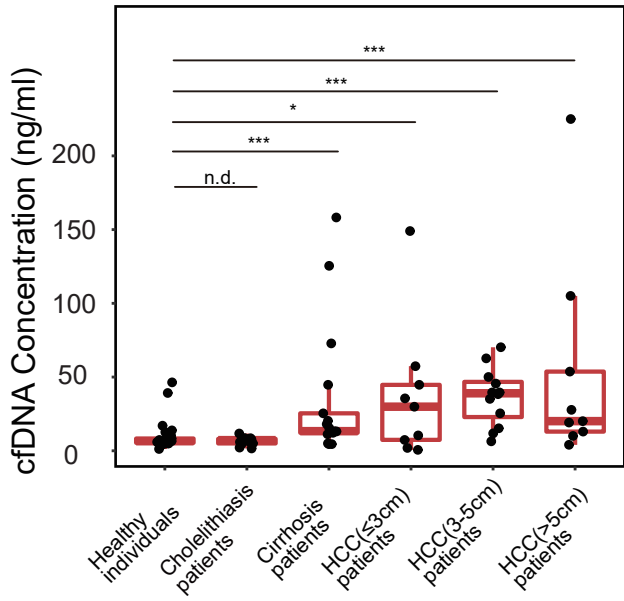 cfDNA Concentration (ng/ml)
200
150
100
50
0
***
***
*
***
n.d.
Healthy
individuals
Cholelithiasis
patients
Cirrhosis
patients
HCC(≤3cm)
patients
HCC(3-5cm)
patients
HCC(>5cm)
patients